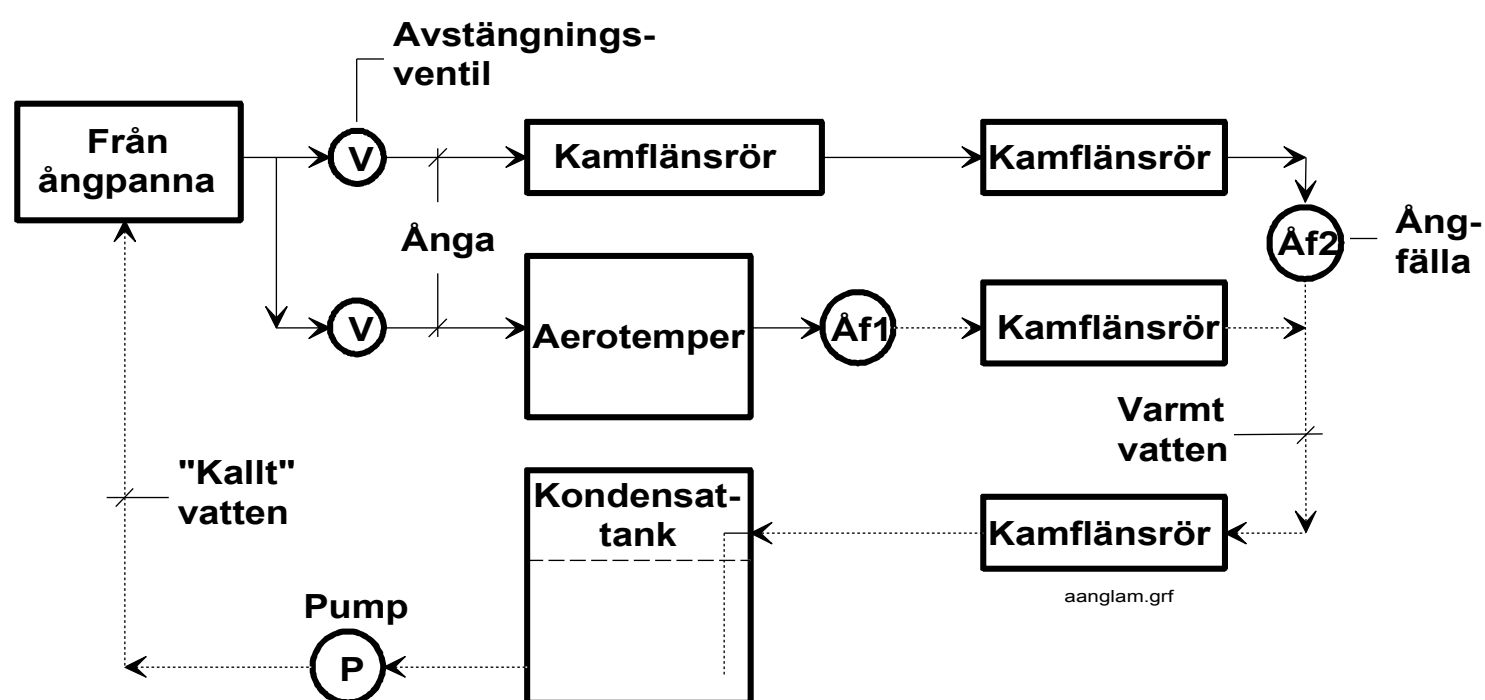 Avstängnings-
ventil
Från
ångpanna
V
Kamflänsrör
Kamflänsrör
Ånga
Åf2
Ång-
fälla
V
Aerotemper
Åf1
Kamflänsrör
Varmt
vatten
"Kallt"
vatten
Kondensat-
tank
Kamflänsrör
aanglam.grf
Pump
P